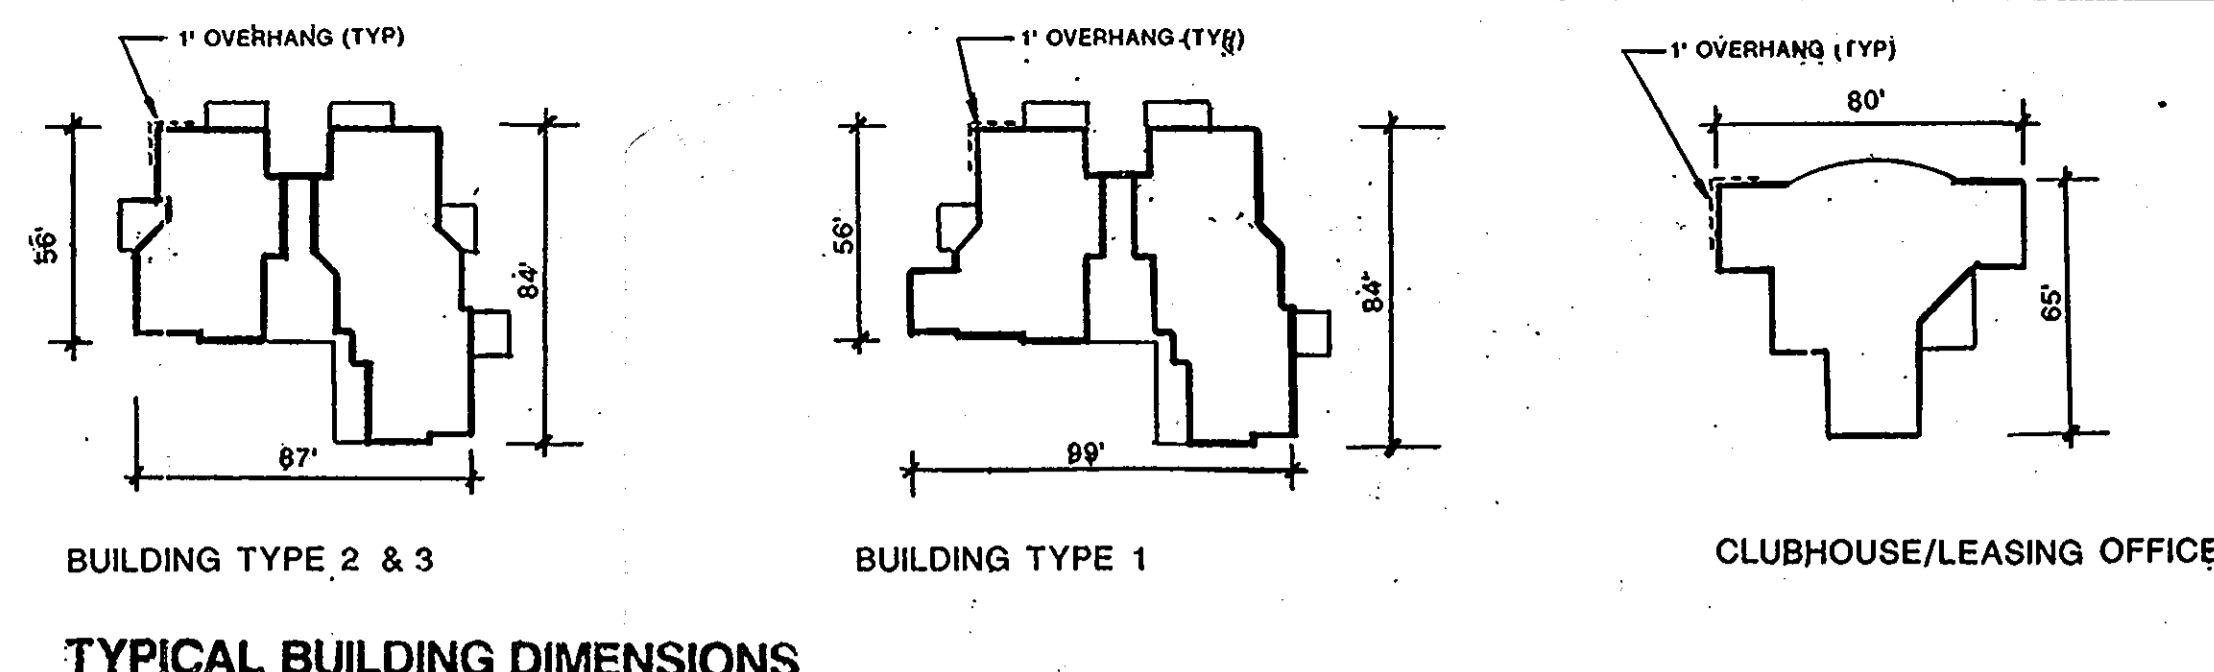 1' OVERHANG (TYP)
56'
84'
87'
BUILDING TYPE 2 & 3
1' OVERHANG (TYP)
56'
84'
99'
BUILDING TYPE 1
1' OVERHANG (TYP)
80'
65'
CLUBHOUSE/LEASING OFFICE
TYPICAL BUILDING DIMENSIONS